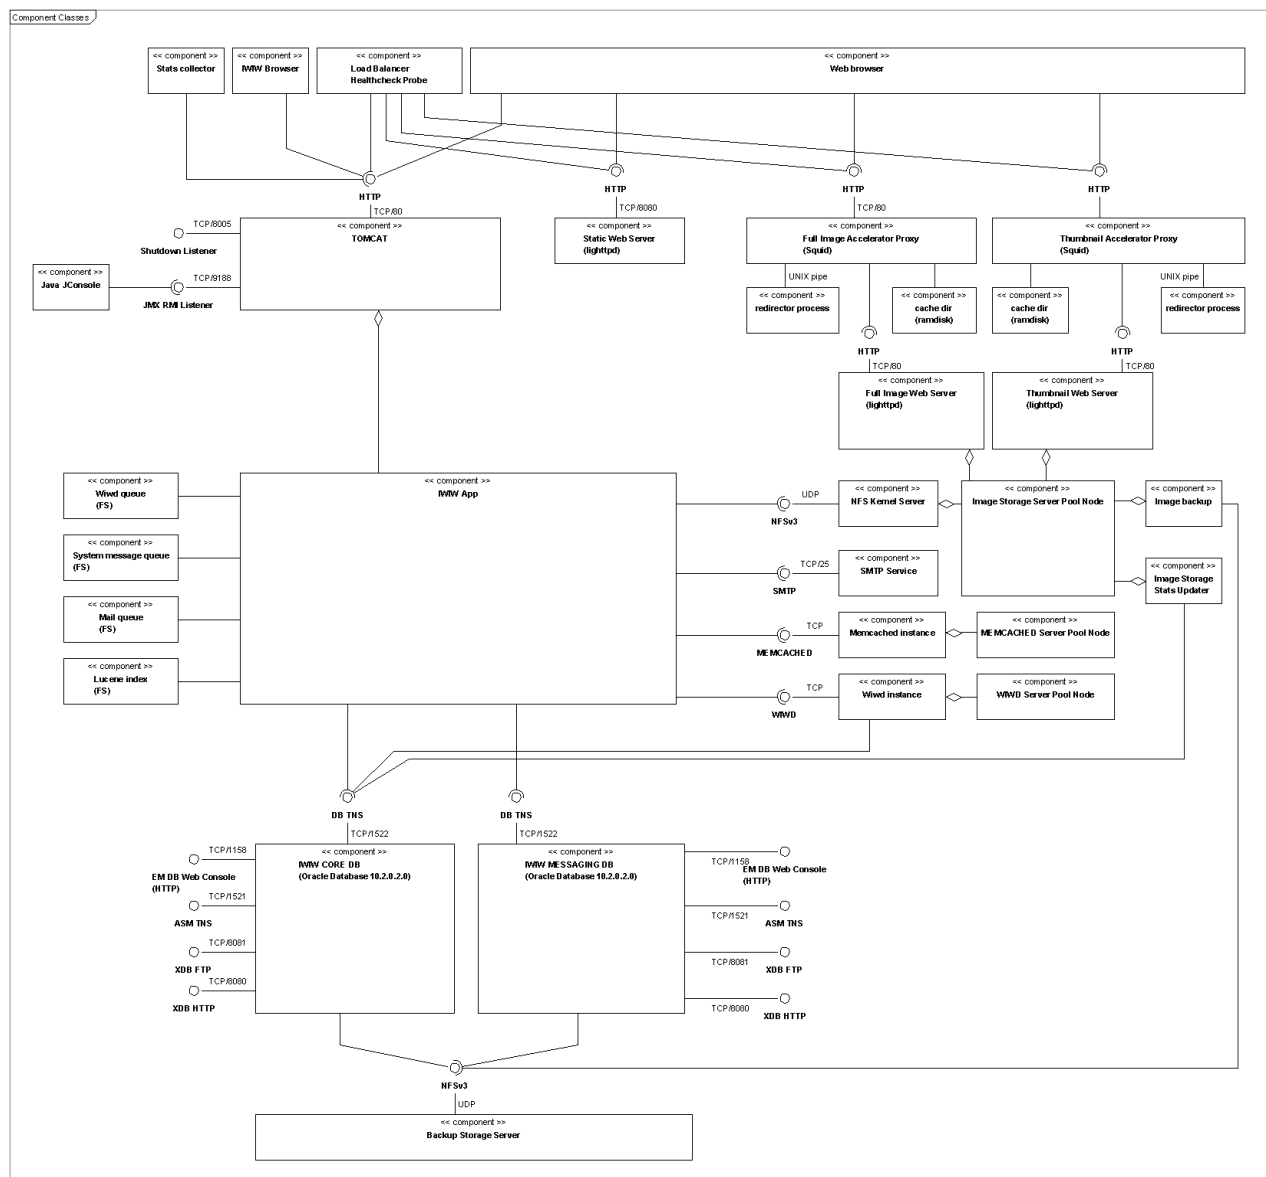 Component Classes
<< component >>
Stats collector
<< component >>
IWIW Browser
<< component >>
Load Balancer
Healthcheck Probe
<< component >>
Web browser
HTTP
TCP/80
HTTP
TCP/8080
HTTP
TCP/80
HTTP
<< component >>
TOMCAT
TCP/8005
Shutdown Listener
TCP/9188
JMX RMI Listener
<< component >>
Java JConsole
<< component >>
Static Web Server
(lighttpd)
<< component >>
Full Image Accelerator Proxy
(Squid)
<< component >>
Thumbnail Accelerator Proxy
(Squid)
UNIX pipe
UNIX pipe
<< component >>
redirector process
<< component >>
cache dir
(ramdisk)
<< component >>
cache dir
(ramdisk)
<< component >>
redirector process
HTTP
TCP/80
HTTP
TCP/80
<< component >>
Full Image Web Server
(lighttpd)
<< component >>
Thumbnail Web Server
(lighttpd)
<< component >>
Wiwd queue
(FS)
<< component >>
System message queue
(FS)
<< component >>
Mail queue
(FS)
<< component >>
Lucene index
(FS)
<< component >>
IWIW App
UDP
NFSv3
<< component >>
NFS Kernel Server
<< component >>
Image Storage Server Pool Node
<< component >>
Image backup
TCP/25
SMTP
<< component >>
SMTP Service
<< component >>
Image Storage
Stats Updater
TCP
MEMCACHED
<< component >>
Memcached instance
<< component >>
MEMCACHED Server Pool Node
TCP
WIWD
<< component >>
Wiwd instance
<< component >>
WIWD Server Pool Node
DB TNS
TCP/1522
DB TNS
TCP/1522
<< component >>
IWIW CORE DB
(Oracle Database 10.2.0.2.0)
<< component >>
IWIW MESSAGING DB
(Oracle Database 10.2.0.2.0)
TCP/1158
EM DB Web Console
(HTTP)
TCP/1521
ASM TNS
TCP/8081
XDB FTP
TCP/8080
XDB HTTP
TCP/1158
EM DB Web Console
(HTTP)
TCP/1521
ASM TNS
TCP/8081
XDB FTP
TCP/8080
XDB HTTP
NFSv3
UDP
<< component >>
Backup Storage Server